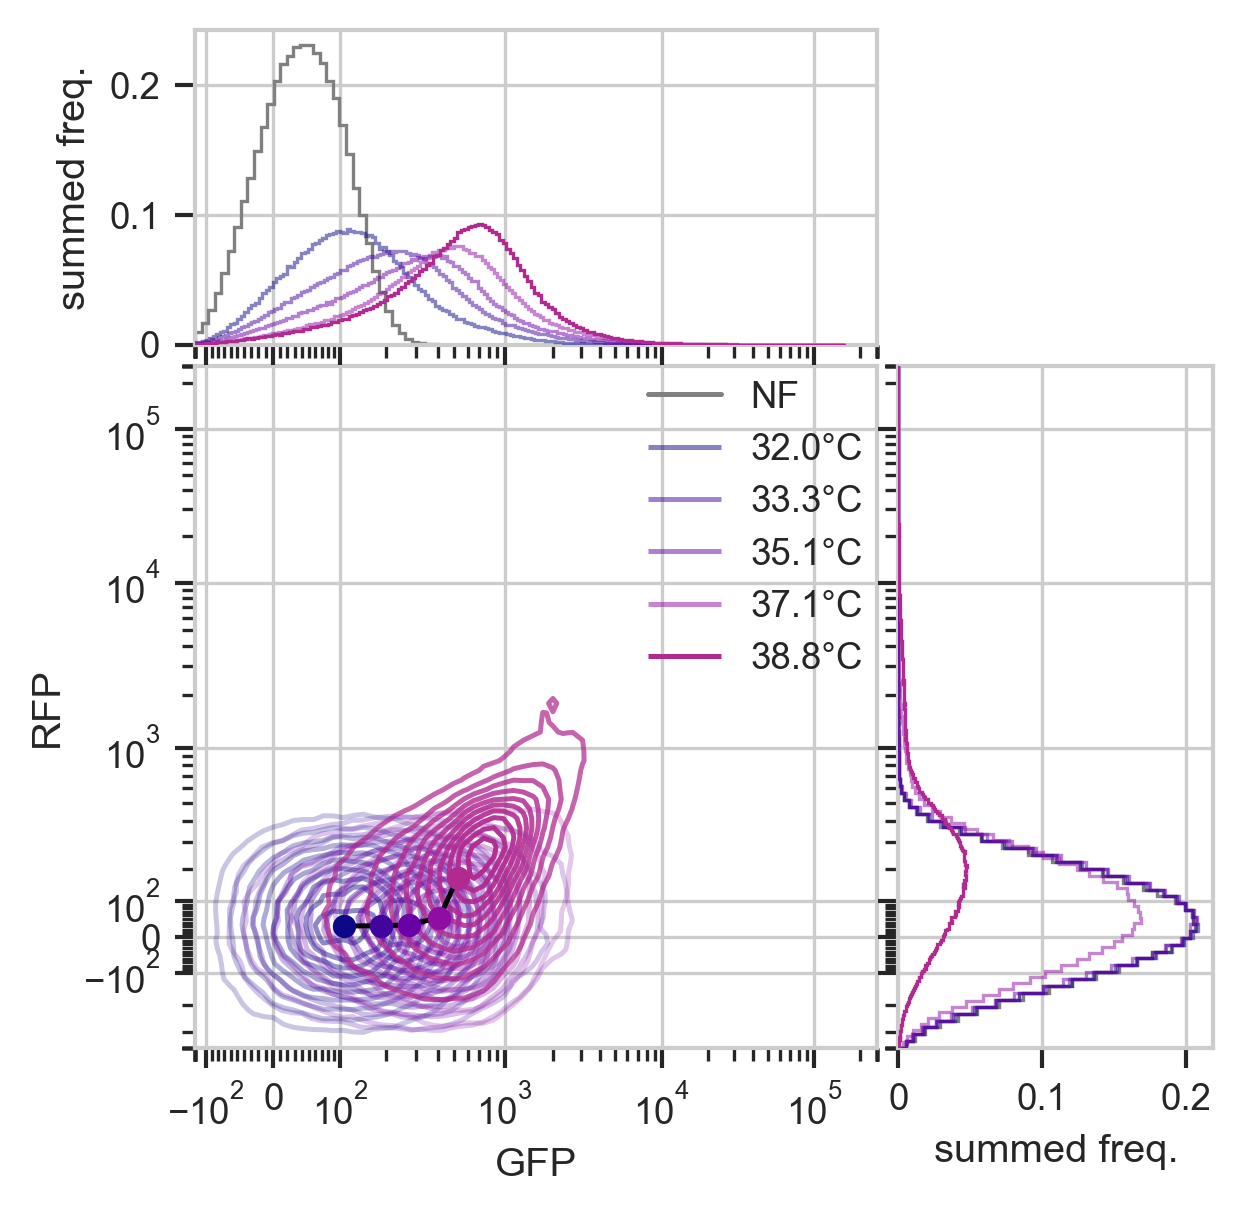 summed freq.
0.2
0.1
0
NF
32.0°C
33.3°C
35.1°C
37.1°C
38.8°C
RFP
10^5
10^4
10^3
10^2
0
−10^2
−10^2 0 10^2 10^3 10^4 10^5
GFP
0 0.1 0.2
summed freq.